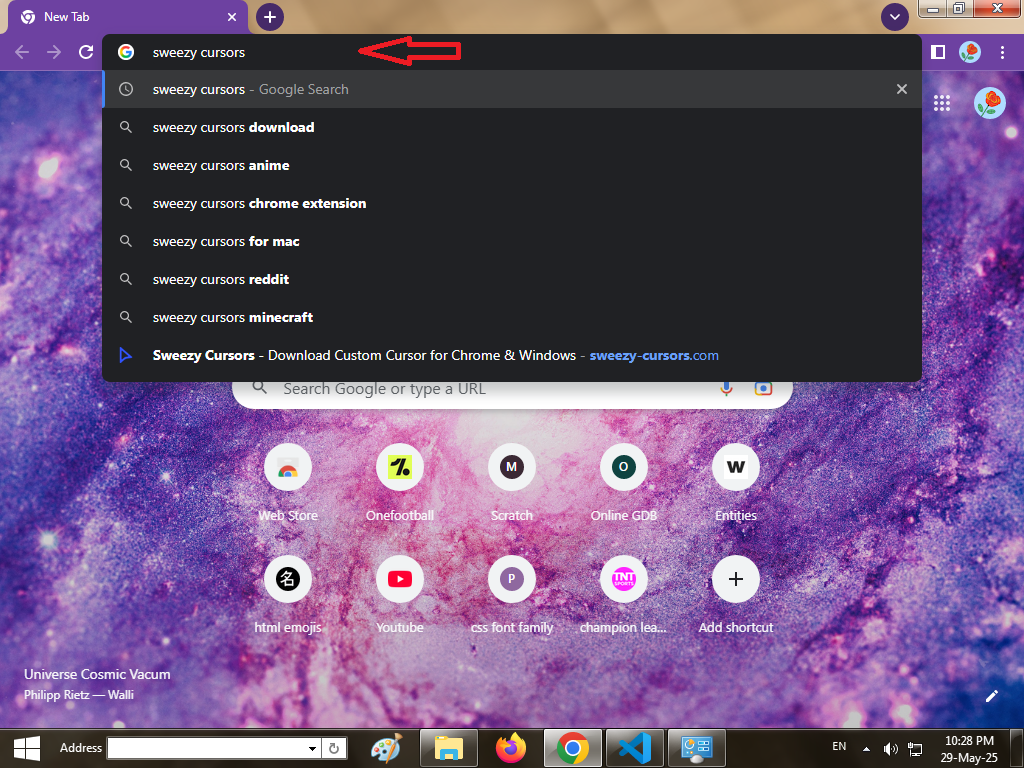 New Tab
sweezy cursors
sweezy cursors - Google Search
sweezy cursors download
sweezy cursors anime
sweezy cursors chrome extension
sweezy cursors for mac
sweezy cursors reddit
sweezy cursors minecraft
Sweezy Cursors - Download Custom Cursor for Chrome & Windows - sweezy-cursors.com
Search Google or type a URL
M
O
W
Web Store
Onefootball
Scratch
Online GDB
Entities
名
P
TNT
SPORTS
html emojis
Youtube
css font family
champion lea...
Add shortcut
Universe Cosmic Vacum
Philipp Rietz — Walli
Address
EN
10:28 PM
29-May-25